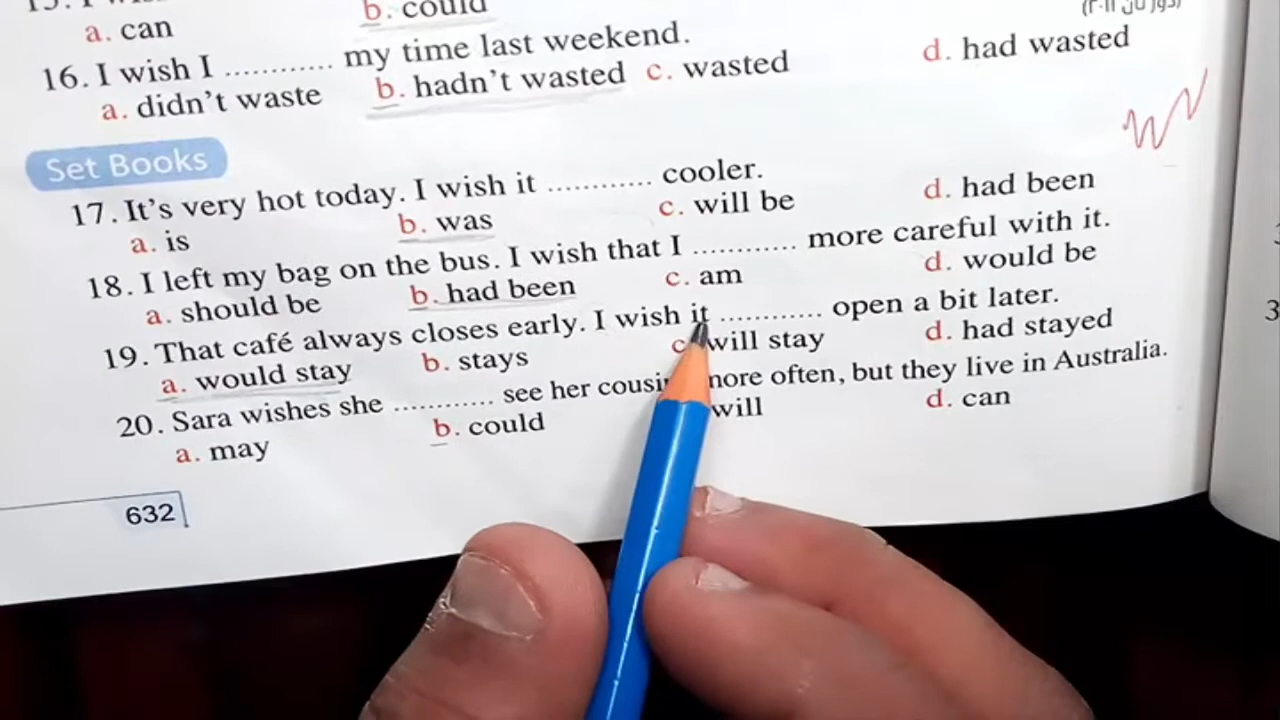 b. could
a. can
16. I wish I ............ my time last weekend.
a. didn't waste b. hadn't wasted c. wasted d. had wasted
Set Books
17. It's very hot today. I wish it ............ cooler.
a. is b. was c. will be d. had been
18. I left my bag on the bus. I wish that I ............ more careful with it.
a. should be b. had been c. am d. would be
19. That café always closes early. I wish it ............ open a bit later.
a. would stay b. stays c. will stay d. had stayed
20. Sara wishes she ............ see her more often, but they live in Australia.
a. may b. could will d. can
632